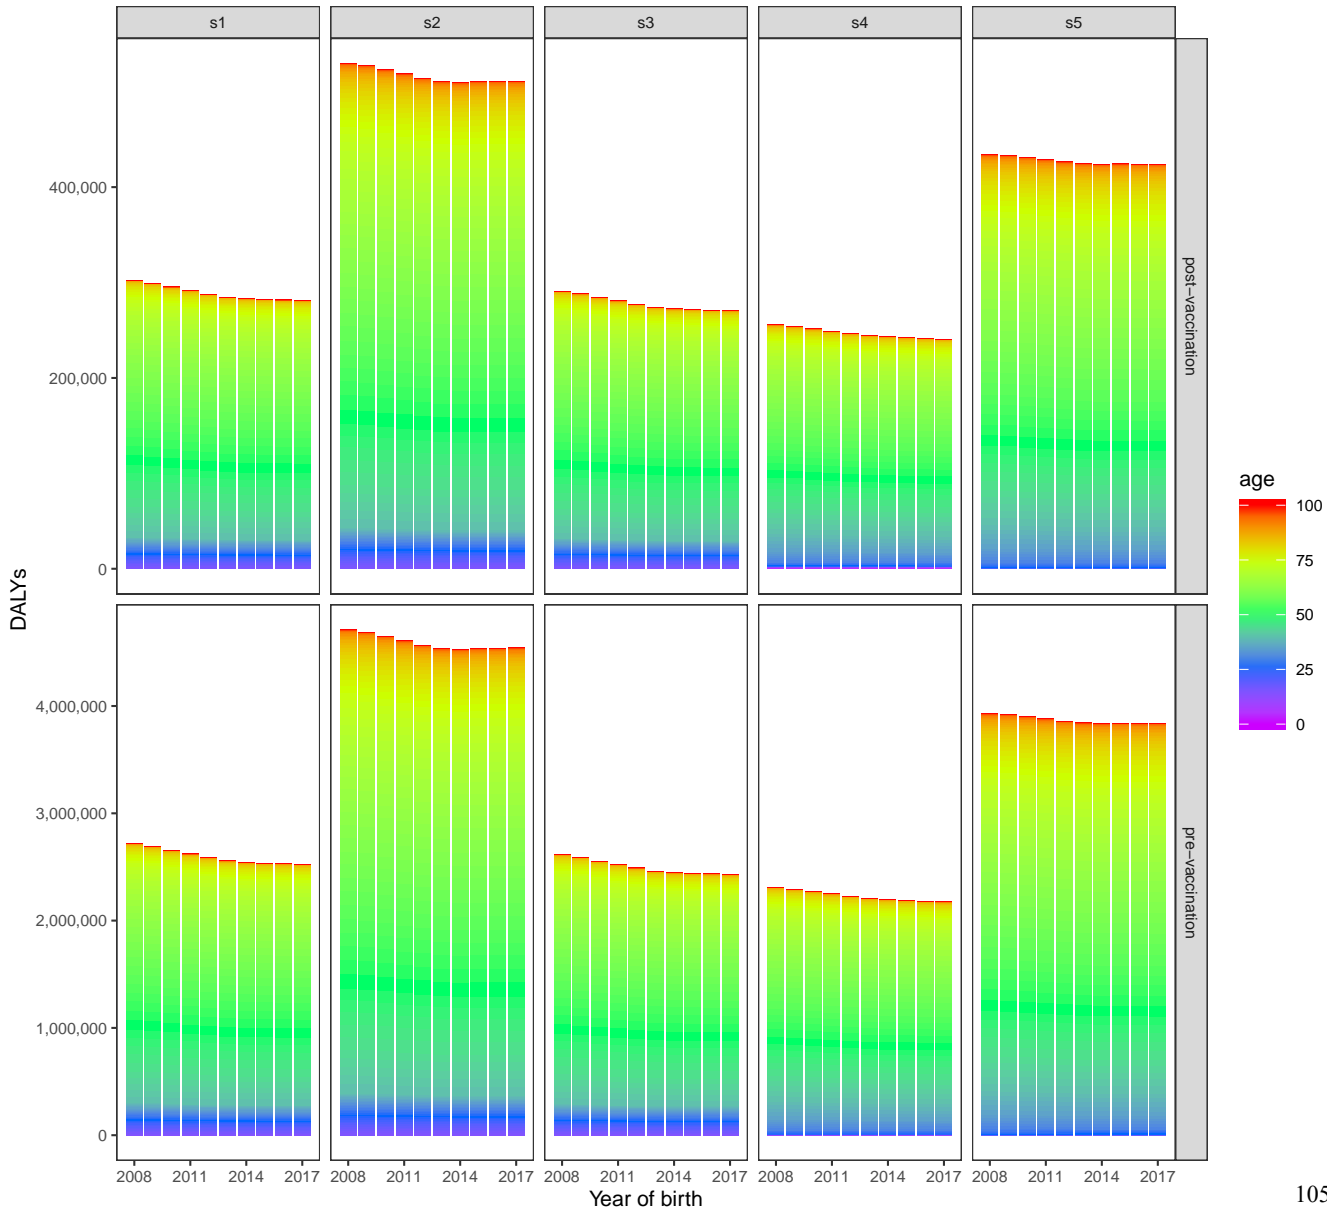 s1 s2 s3 s4 s5
DALYs
400,000
200,000
0
post−vaccination
4,000,000
3,000,000
2,000,000
1,000,000
0
pre−vaccination
age
100
75
50
25
0
2008 2011 2014 2017 2008 2011 2014 2017 2008 2011 2014 2017 2008 2011 2014 2017 2008 2011 2014 2017
Year of birth
105